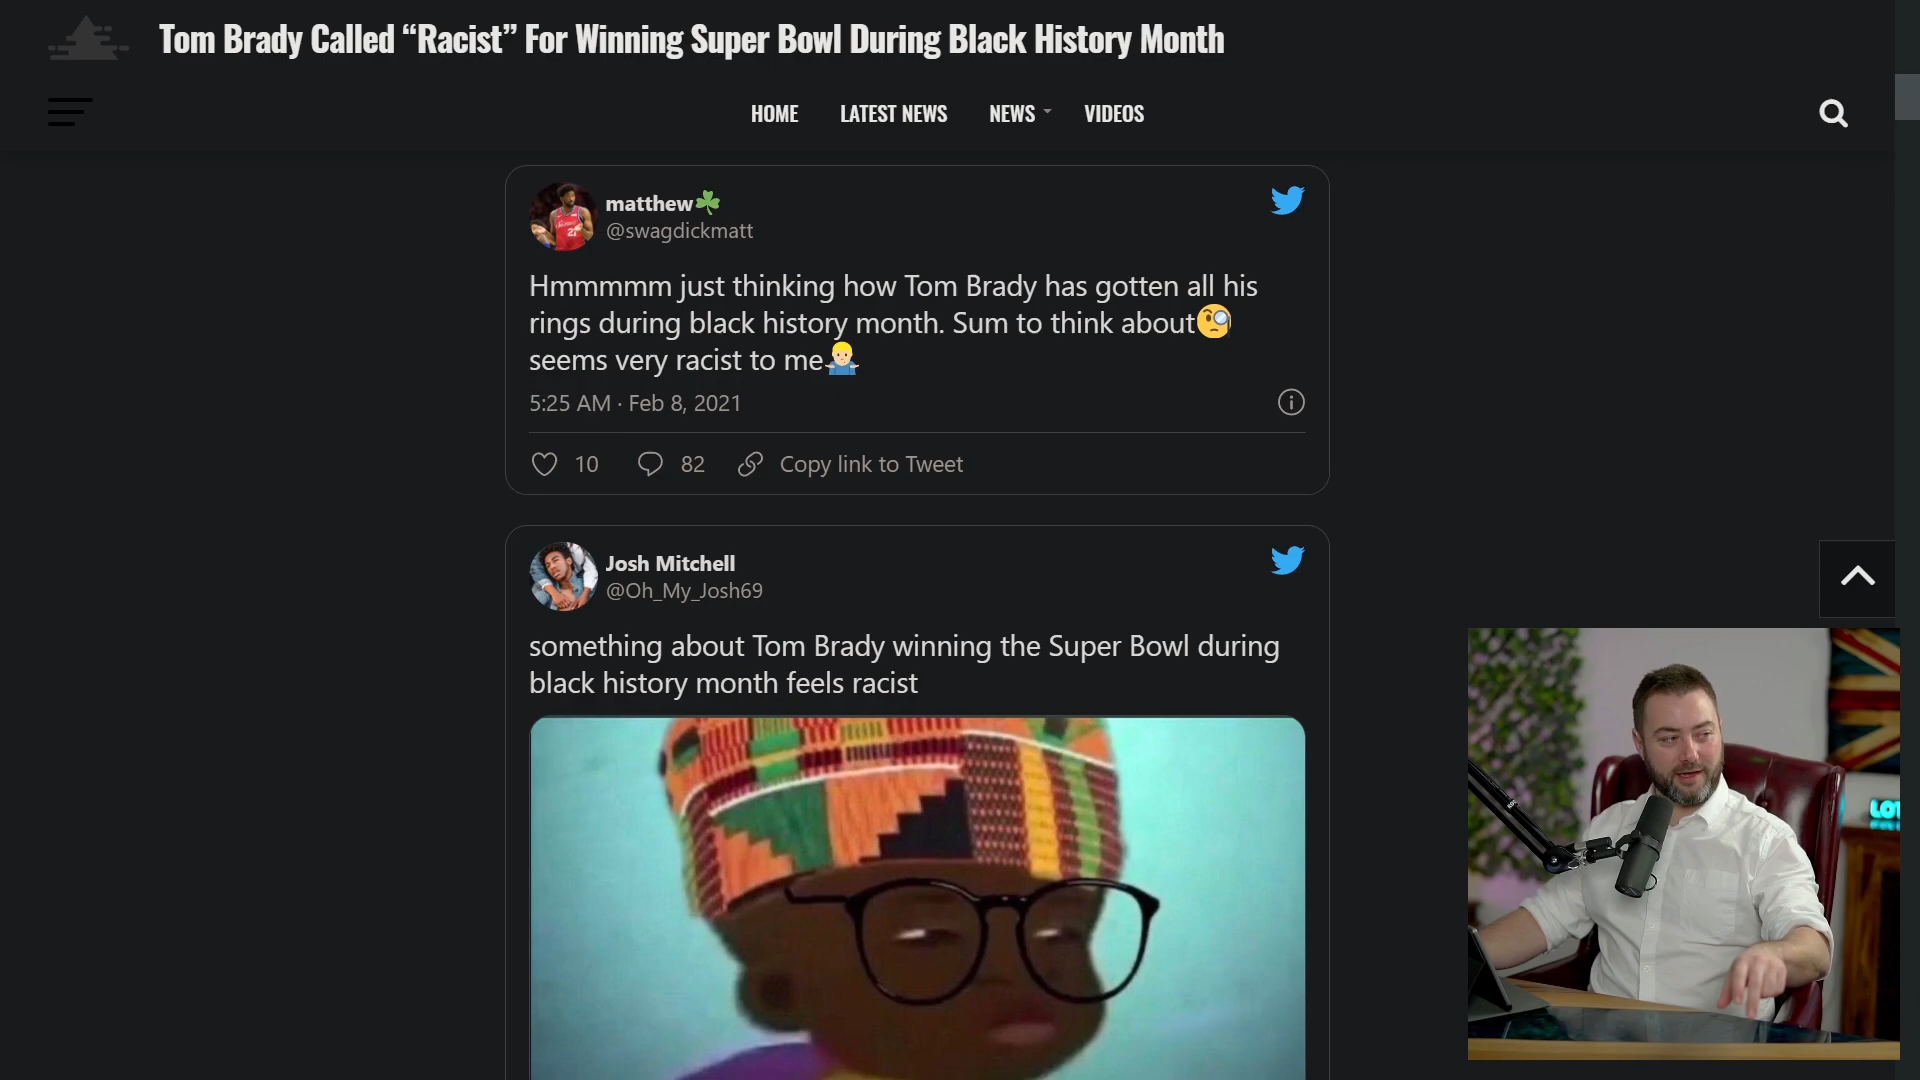 Tom Brady Called “Racist” For Winning Super Bowl During Black History Month
HOME LATEST NEWS NEWS VIDEOS
matthew☘
@swagdickmatt
Hmmmmm just thinking how Tom Brady has gotten all his
rings during black history month. Sum to think about🧐
seems very racist to me🤷🏼‍♂️
5:25 AM · Feb 8, 2021
10 82 Copy link to Tweet
Josh Mitchell
@Oh_My_Josh69
something about Tom Brady winning the Super Bowl during
black history month feels racist
LOT